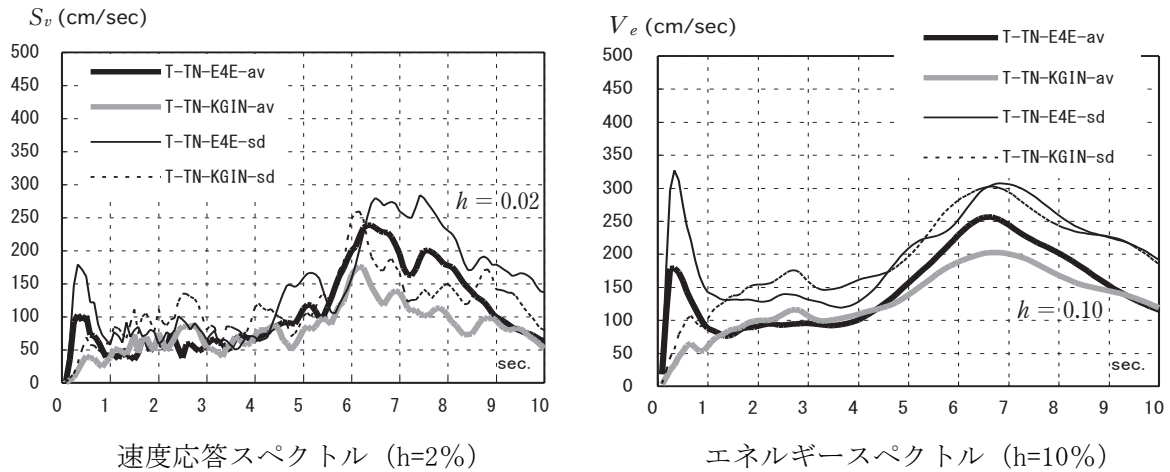 Sv (cm/sec)
500
450
400
350
300
250
200
150
100
50
0
T-TN-E4E-av
T-TN-KGIN-av
T-TN-E4E-sd
T-TN-KGIN-sd
h = 0.02
sec.
0 1 2 3 4 5 6 7 8 9 10
速度応答スペクトル (h=2%)
Ve (cm/sec)
500
450
400
350
300
250
200
150
100
50
0
T-TN-E4E-av
T-TN-KGIN-av
T-TN-E4E-sd
T-TN-KGIN-sd
h = 0.10
sec.
0 1 2 3 4 5 6 7 8 9 10
エネルギースペクトル (h=10%)